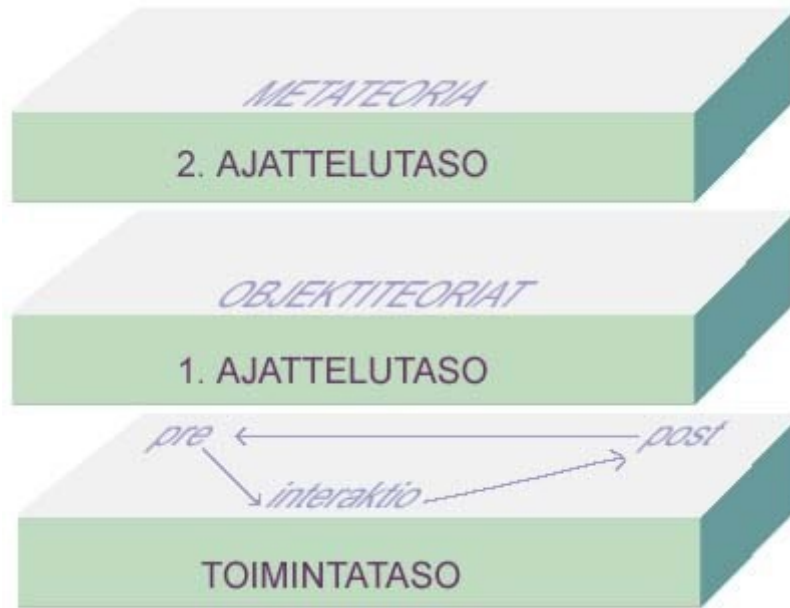 METATEORIA
2. AJATTELUTASO
OBJEKTITEORIAT
1. AJATTELUTASO
pre
post
interaktio
TOIMINTATASO